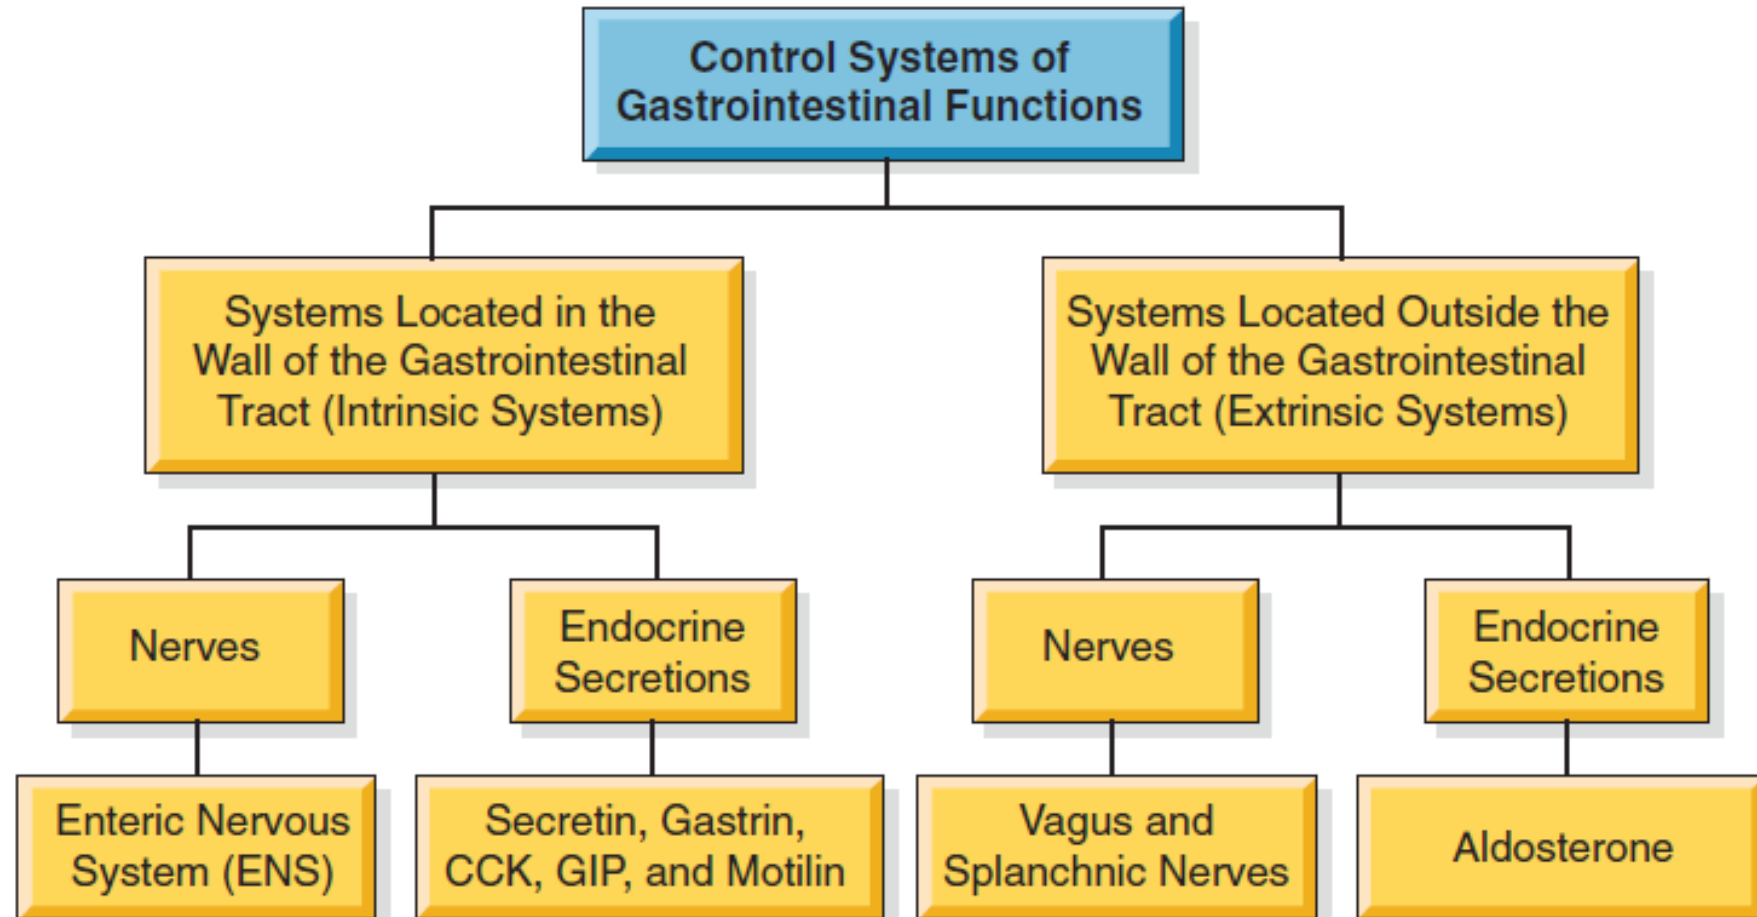 Control Systems of
Gastrointestinal Functions
Systems Located in the
Wall of the Gastrointestinal
Tract (Intrinsic Systems)
Systems Located Outside the
Wall of the Gastrointestinal
Tract (Extrinsic Systems)
Nerves
Endocrine
Secretions
Nerves
Endocrine
Secretions
Enteric Nervous
System (ENS)
Secretin, Gastrin,
CCK, GIP, and Motilin
Vagus and
Splanchnic Nerves
Aldosterone